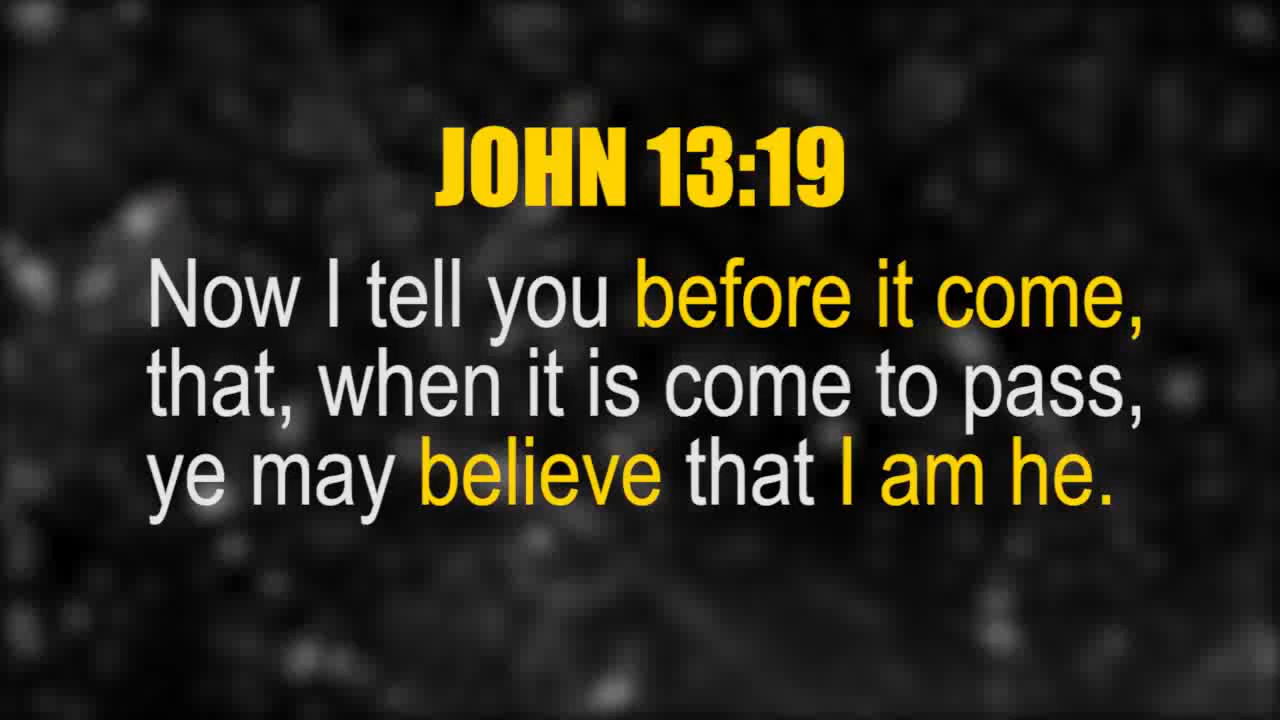 JOHN 13:19
Now I tell you before it come,
that, when it is come to pass,
ye may believe that I am he.